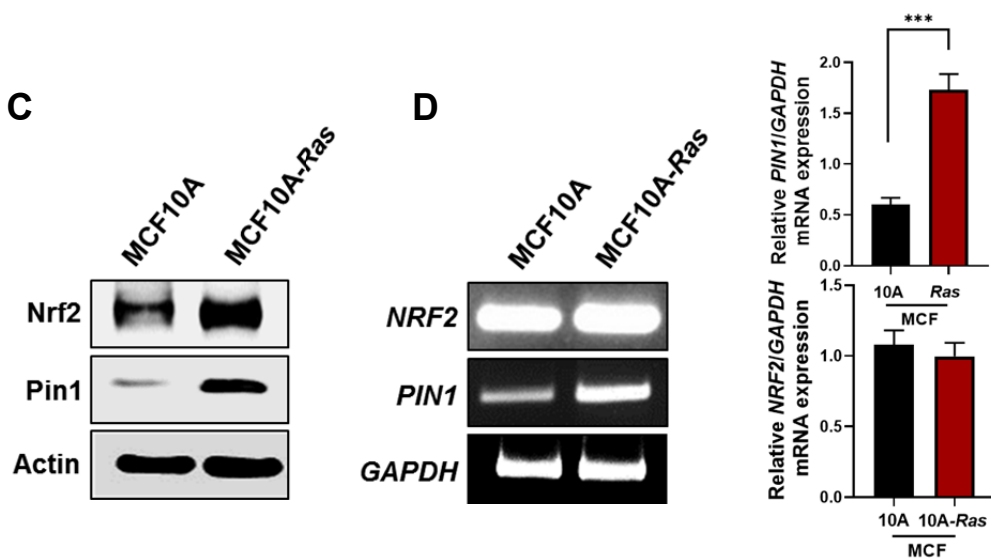 C
MCF10A
MCF10A-Ras
Nrf2
Pin1
Actin
D
MCF10A
MCF10A-Ras
NRF2
PIN1
GAPDH
***
Relative PIN1/GAPDH
mRNA expression
2.0
1.5
1.0
0.5
0.0
10A Ras
MCF
Relative NRF2/GAPDH
mRNA expression
1.5
1.0
0.5
0.0
10A 10A-Ras
MCF